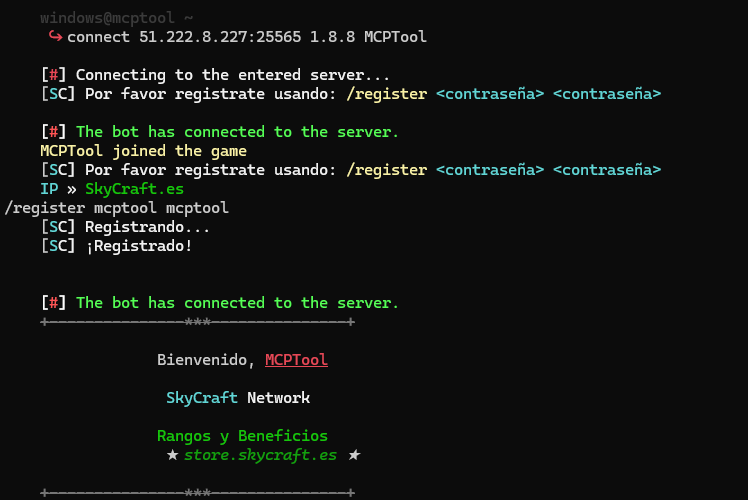 windows@mcptool ~
↪ connect 51.222.8.227:25565 1.8.8 MCPTool
[#] Connecting to the entered server...
[SC] Por favor registrate usando: /register <contraseña> <contraseña>
[#] The bot has connected to the server.
MCPTool joined the game
[SC] Por favor registrate usando: /register <contraseña> <contraseña>
IP » SkyCraft.es
/register mcptool mcptool
[SC] Registrando...
[SC] ¡Registrado!
[#] The bot has connected to the server.
+---------------***---------------+
Bienvenido, MCPTool
SkyCraft Network
Rangos y Beneficios
★ store.skycraft.es ★
+---------------***---------------+